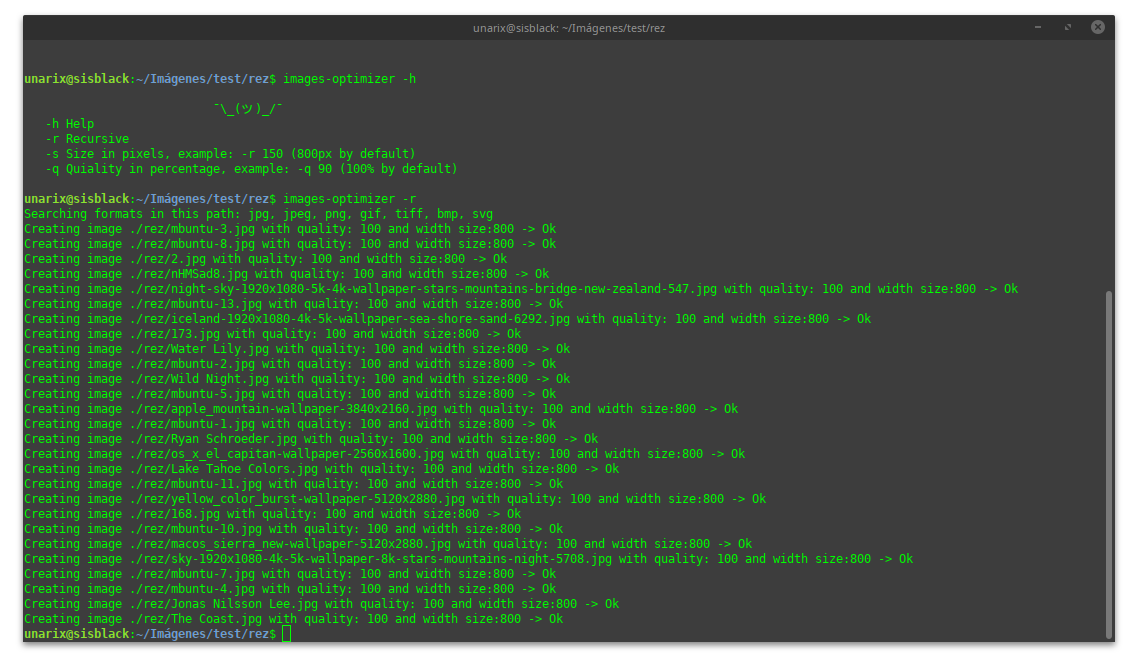 unarix@sisblack: ~/Imágenes/test/rez
unarix@sisblack:~/Imágenes/test/rez$ images-optimizer -h
¯\_(ツ)_/¯
-h Help
-r Recursive
-s Size in pixels, example: -r 150 (800px by default)
-q Quiality in percentage, example: -q 90 (100% by default)
unarix@sisblack:~/Imágenes/test/rez$ images-optimizer -r
Searching formats in this path: jpg, jpeg, png, gif, tiff, bmp, svg
Creating image ./rez/mbuntu-3.jpg with quality: 100 and width size:800 -> Ok
Creating image ./rez/mbuntu-8.jpg with quality: 100 and width size:800 -> Ok
Creating image ./rez/2.jpg with quality: 100 and width size:800 -> Ok
Creating image ./rez/nHMSad8.jpg with quality: 100 and width size:800 -> Ok
Creating image ./rez/night-sky-1920x1080-5k-4k-wallpaper-stars-mountains-bridge-new-zealand-547.jpg with quality: 100 and width size:800 -> Ok
Creating image ./rez/mbuntu-13.jpg with quality: 100 and width size:800 -> Ok
Creating image ./rez/iceland-1920x1080-4k-5k-wallpaper-sea-shore-sand-6292.jpg with quality: 100 and width size:800 -> Ok
Creating image ./rez/173.jpg with quality: 100 and width size:800 -> Ok
Creating image ./rez/Water Lily.jpg with quality: 100 and width size:800 -> Ok
Creating image ./rez/mbuntu-2.jpg with quality: 100 and width size:800 -> Ok
Creating image ./rez/Wild Night.jpg with quality: 100 and width size:800 -> Ok
Creating image ./rez/mbuntu-5.jpg with quality: 100 and width size:800 -> Ok
Creating image ./rez/apple_mountain-wallpaper-3840x2160.jpg with quality: 100 and width size:800 -> Ok
Creating image ./rez/mbuntu-1.jpg with quality: 100 and width size:800 -> Ok
Creating image ./rez/Ryan Schroeder.jpg with quality: 100 and width size:800 -> Ok
Creating image ./rez/os_x_el_capitan-wallpaper-2560x1600.jpg with quality: 100 and width size:800 -> Ok
Creating image ./rez/Lake Tahoe Colors.jpg with quality: 100 and width size:800 -> Ok
Creating image ./rez/mbuntu-11.jpg with quality: 100 and width size:800 -> Ok
Creating image ./rez/yellow_color_burst-wallpaper-5120x2880.jpg with quality: 100 and width size:800 -> Ok
Creating image ./rez/168.jpg with quality: 100 and width size:800 -> Ok
Creating image ./rez/mbuntu-10.jpg with quality: 100 and width size:800 -> Ok
Creating image ./rez/macos_sierra_new-wallpaper-5120x2880.jpg with quality: 100 and width size:800 -> Ok
Creating image ./rez/sky-1920x1080-4k-5k-wallpaper-8k-stars-mountains-night-5708.jpg with quality: 100 and width size:800 -> Ok
Creating image ./rez/mbuntu-7.jpg with quality: 100 and width size:800 -> Ok
Creating image ./rez/mbuntu-4.jpg with quality: 100 and width size:800 -> Ok
Creating image ./rez/Jonas Nilsson Lee.jpg with quality: 100 and width size:800 -> Ok
Creating image ./rez/The Coast.jpg with quality: 100 and width size:800 -> Ok
unarix@sisblack:~/Imágenes/test/rez$